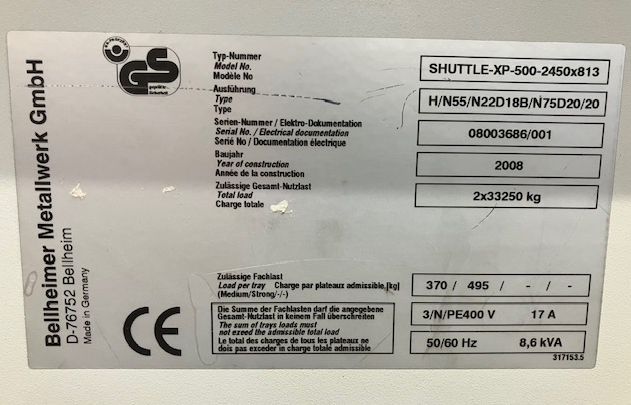 Bellheimer Metallwerk GmbH
D-76752 Bellheim
Made in Germany
GS
geprüfte
Sicherheit
Typ-Nummer
Model No.
Modèle No
SHUTTLE-XP-500-2450x813
Ausführung
Type
Type
H/N55/N22D18B/N75D20/20
Serien-Nummer / Elektro-Dokumentation
Serial No. / Electrical documentation
Serié No / Documentation électrique
08003686/001
Baujahr
Year of construction
Année de la construction
2008
Zulässige Gesamt-Nutzlast
Total load
Charge totale
2x33250 kg
Zulässige Fachlast
Load per tray Charge par plateaux admissible,[kg]
(Medium/Strong/-/-)
370 / 495 / - / -
Die Summe der Fachlasten darf die angegebene
Gesamt-Nutzlast in keinem Fall überschreiten
The sum of trays loads must
not exeed the admissible total load
Le total des charges de tous les plateaux ne
dois pas exceder in charge totale admissible
3/N/PE400 V 17 A
50/60 Hz 8,6 kVA
CE
317153.5